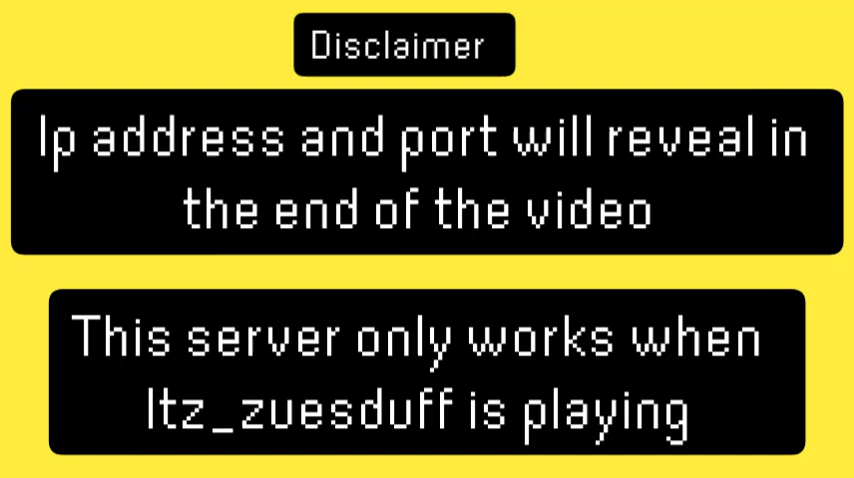 Disclaimer
Ip address and port will reveal in
the end of the video
This server only works when
Itz_zuesduff is playing